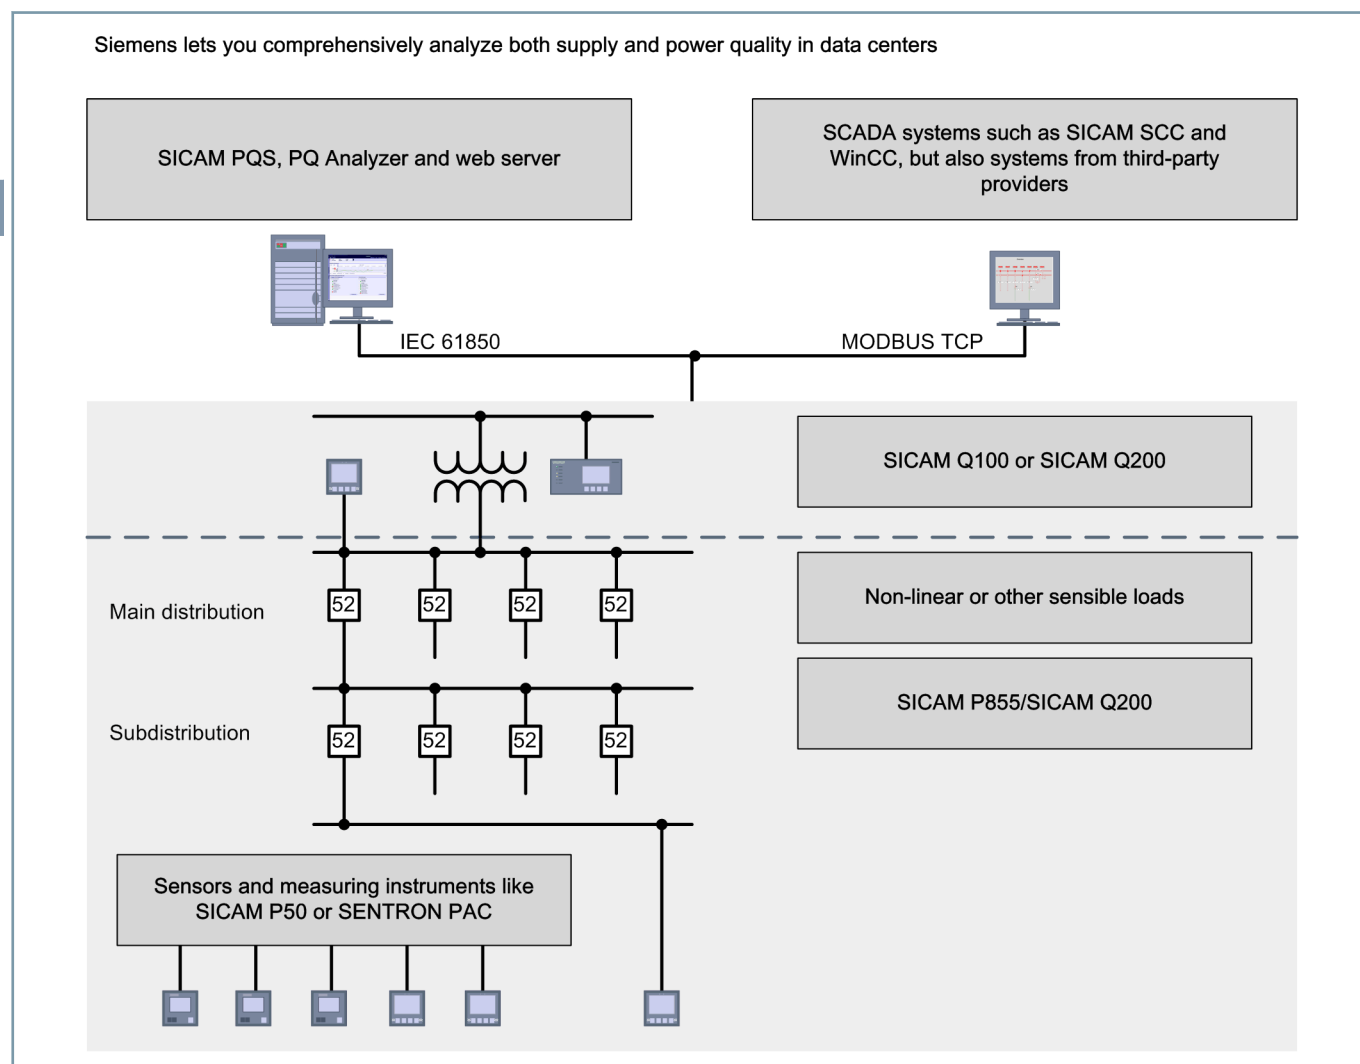 Siemens lets you comprehensively analyze both supply and power quality in data centers
SICAM PQS, PQ Analyzer and web server
SCADA systems such as SICAM SCC and
WinCC, but also systems from third-party
providers
IEC 61850
MODBUS TCP
SICAM Q100 or SICAM Q200
Non-linear or other sensible loads
Main distribution
52
52
52
52
SICAM P855/SICAM Q200
Subdistribution
52
52
52
52
Sensors and measuring instruments like
SICAM P50 or SENTRON PAC